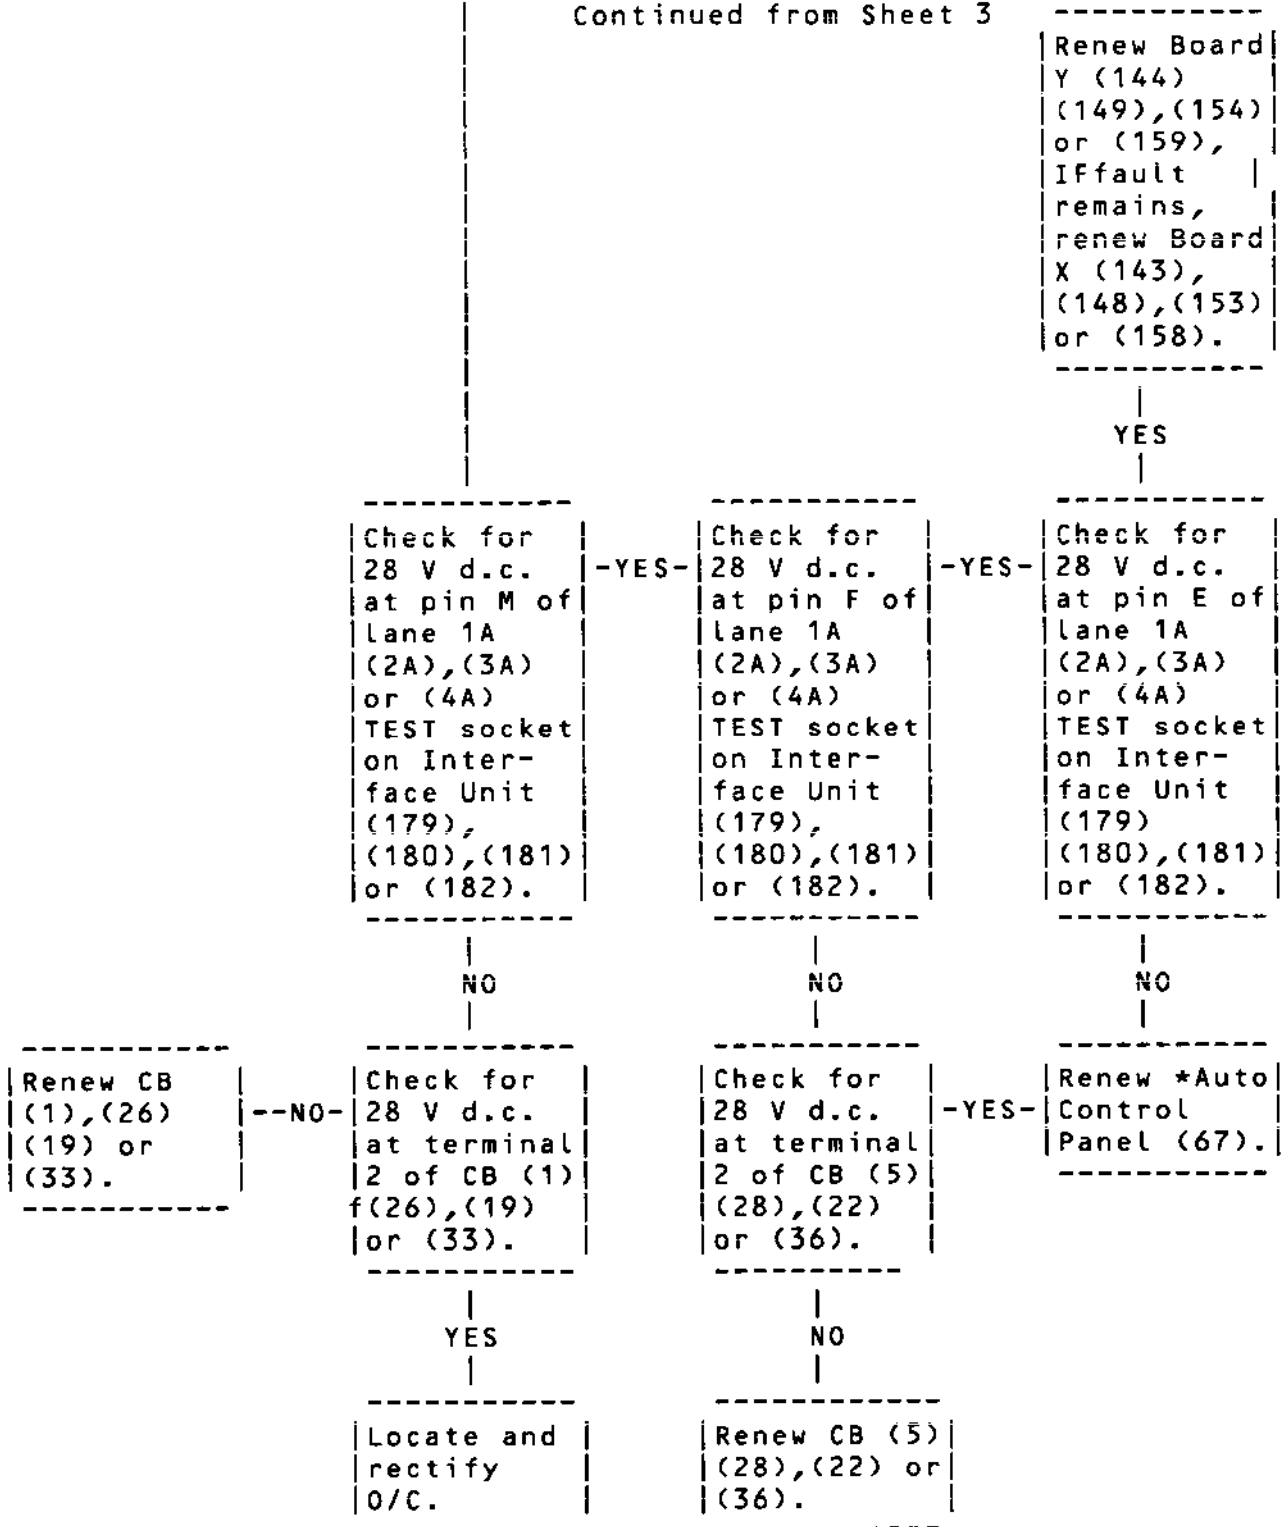 Continued from Sheet 3
Renew Board
Y (144)
(149),(154)
or (159),
IFfault
remains,
renew Board
X (143),
(148),(153)
or (158).
YES
Check for
28 V d.c.
at pin M of
lane 1A
(2A),(3A)
or (4A)
TEST socket
on Inter-
face Unit
(179),
(180),(181)
or (182).
-YES-
Check for
28 V d.c.
at pin F of
lane 1A
(2A),(3A)
or (4A)
TEST socket
on Inter-
face Unit
(179),
(180),(181)
or (182).
-YES-
Check for
28 V d.c.
at pin E of
lane 1A
(2A),(3A)
or (4A)
TEST socket
on Inter-
face Unit
(179)
(180),(181)
or (182).
NO
NO
NO
Renew CB
(1),(26)
(19) or
(33).
--NO-
Check for
28 V d.c.
at terminal
2 of CB (1)
f(26),(19)
or (33).
Check for
28 V d.c.
at terminal
2 of CB (5)
(28),(22)
or (36).
-YES-
Renew *Auto
Control
Panel (67).
YES
NO
Locate and
rectify
O/C.
Renew CB (5)
(28),(22) or
(36).